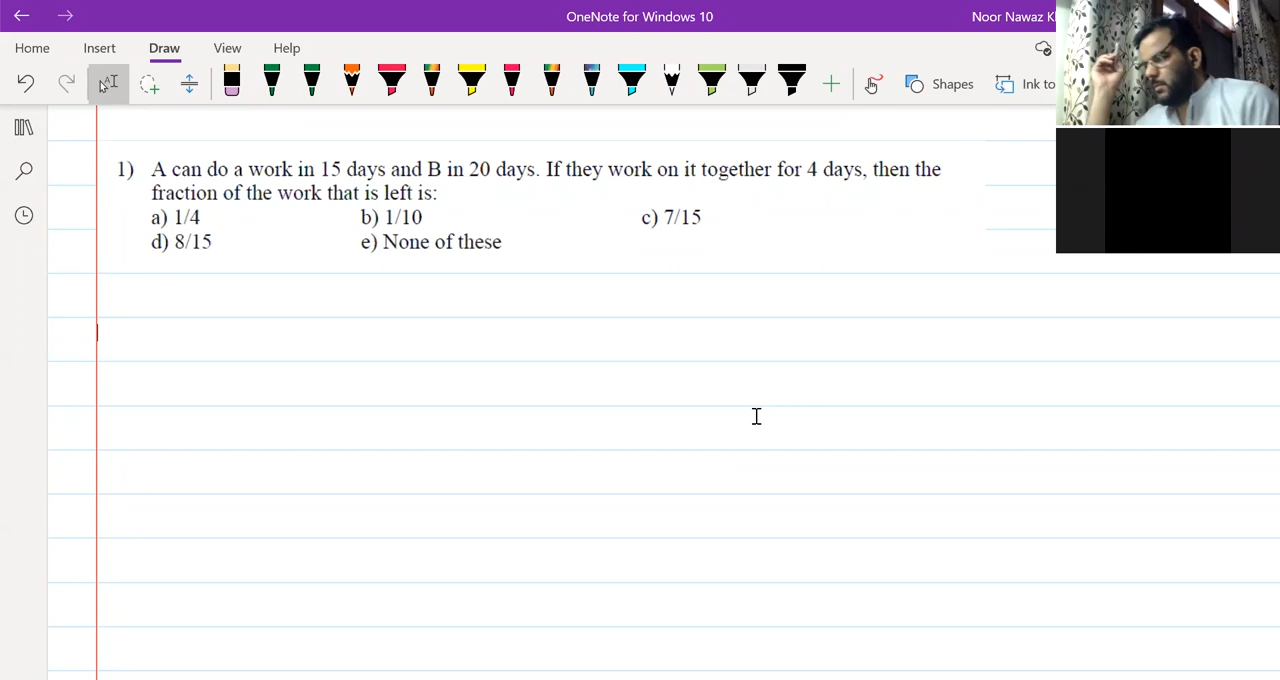 OneNote for Windows 10
Noor Nawaz
Home Insert Draw View Help
Shapes Ink to
1) A can do a work in 15 days and B in 20 days. If they work on it together for 4 days, then the
fraction of the work that is left is:
a) 1/4 b) 1/10 c) 7/15
d) 8/15 e) None of these